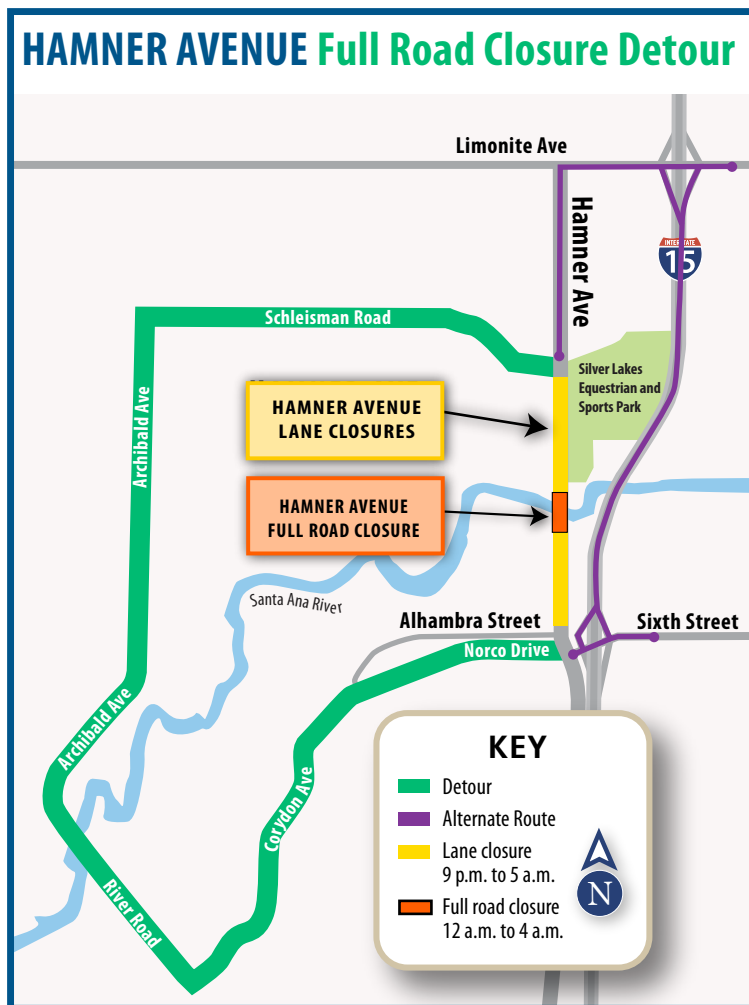 HAMNER AVENUE Full Road Closure Detour
Limonite Ave
Hamner Ave
INTERSTATE
15
Schleisman Road
Silver Lakes
Equestrian and
Sports Park
Archibald Ave
HAMNER AVENUE
LANE CLOSURES
HAMNER AVENUE
FULL ROAD CLOSURE
Santa Ana River
Alhambra Street
Sixth Street
Norco Drive
Archibald Ave
Corydon Ave
River Road
KEY
Detour
Alternate Route
Lane closure
9 p.m. to 5 a.m.
Full road closure
12 a.m. to 4 a.m.
N